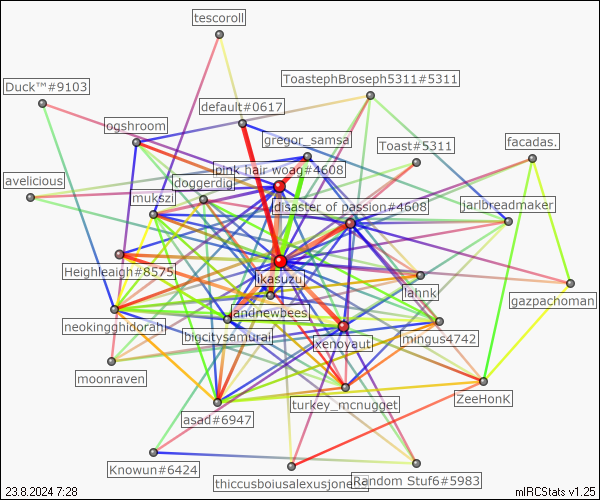 tescoroll
ToastephBroseph5311#5311
Duck™#9103
default#0617
ogshroom
gregor_samsa
Toast#5311
facadas.
pink hair woag#4608
avelicious
doggerdig
mukszi
disaster of passion#4608
jarlbreadmaker
Heighleaigh#8575
ikasuzu
lahnk
gazpachoman
andnewbees
neokingghidorah
bigcitysamurai
xenoyaut
mingus4742
moonraven
turkey_mcnugget
ZeeHonK
asad#6947
Knowun#6424
thiccusboiusalexusjones
Random Stuf6#5983
23.8.2024 7:28
mIRCStats v1.25